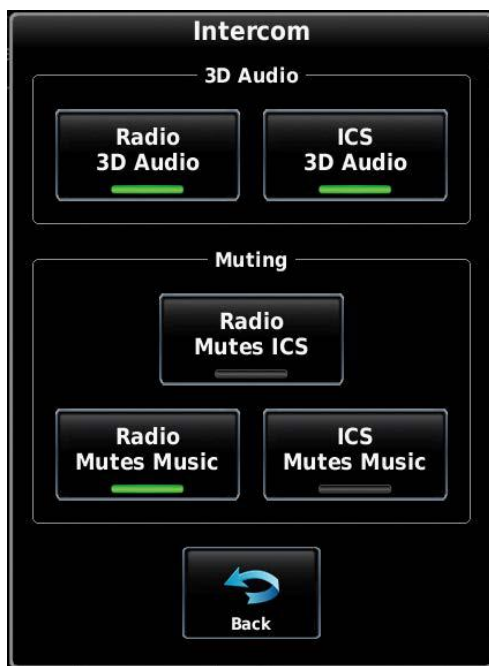 Intercom
3D Audio
Radio
3D Audio
ICS
3D Audio
Muting
Radio
Mutes ICS
Radio
Mutes Music
ICS
Mutes Music
Back